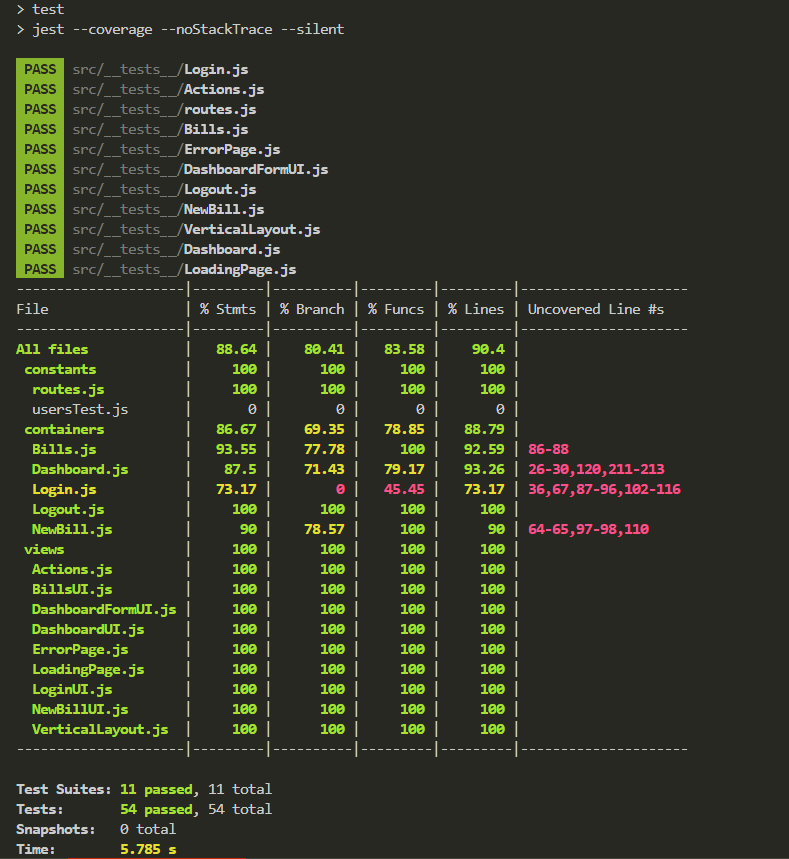 > test
> jest --coverage --noStackTrace --silent
PASS src/__tests__/Login.js
PASS src/__tests__/Actions.js
PASS src/__tests__/routes.js
PASS src/__tests__/Bills.js
PASS src/__tests__/ErrorPage.js
PASS src/__tests__/DashboardFormUI.js
PASS src/__tests__/Logout.js
PASS src/__tests__/NewBill.js
PASS src/__tests__/VerticalLayout.js
PASS src/__tests__/Dashboard.js
PASS src/__tests__/LoadingPage.js
---------------------|---------|----------|---------|---------|---------------------
File                 | % Stmts | % Branch | % Funcs | % Lines | Uncovered Line #s
---------------------|---------|----------|---------|---------|---------------------
All files            |   88.64 |    80.41 |   83.58 |    90.4 |
 constants           |     100 |      100 |     100 |     100 |
  routes.js          |     100 |      100 |     100 |     100 |
  usersTest.js       |       0 |        0 |       0 |       0 |
 containers          |   86.67 |    69.35 |   78.85 |   88.79 |
  Bills.js           |   93.55 |    77.78 |     100 |   92.59 | 86-88
  Dashboard.js       |    87.5 |    71.43 |   79.17 |   93.26 | 26-30,120,211-213
  Login.js           |   73.17 |        0 |   45.45 |   73.17 | 36,67,87-96,102-116
  Logout.js          |     100 |      100 |     100 |     100 |
  NewBill.js         |      90 |    78.57 |     100 |      90 | 64-65,97-98,110
 views               |     100 |      100 |     100 |     100 |
  Actions.js         |     100 |      100 |     100 |     100 |
  BillsUI.js         |     100 |      100 |     100 |     100 |
  DashboardFormUI.js |     100 |      100 |     100 |     100 |
  DashboardUI.js     |     100 |      100 |     100 |     100 |
  ErrorPage.js       |     100 |      100 |     100 |     100 |
  LoadingPage.js     |     100 |      100 |     100 |     100 |
  LoginUI.js         |     100 |      100 |     100 |     100 |
  NewBillUI.js       |     100 |      100 |     100 |     100 |
  VerticalLayout.js  |     100 |      100 |     100 |     100 |
---------------------|---------|----------|---------|---------|---------------------
Test Suites: 11 passed, 11 total
Tests:       54 passed, 54 total
Snapshots:   0 total
Time:        5.785 s